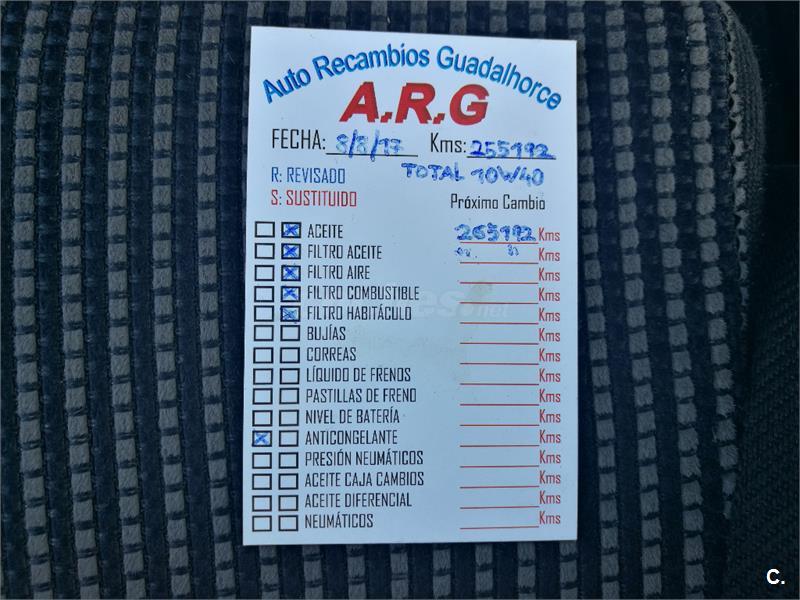 Auto Recambios Guadalhorce
A.R.G
FECHA: 8/8/17 Kms: 255192
R: REVISADO TOTAL 10W40
S: SUSTITUIDO Próximo Cambio
ACEITE 265192 Kms
FILTRO ACEITE " " Kms
FILTRO AIRE Kms
FILTRO COMBUSTIBLE Kms
FILTRO HABITÁCULO Kms
BUJÍAS Kms
CORREAS Kms
LÍQUIDO DE FRENOS Kms
PASTILLAS DE FRENO Kms
NIVEL DE BATERÍA Kms
ANTICONGELANTE Kms
PRESIÓN NEUMÁTICOS Kms
ACEITE CAJA CAMBIOS Kms
ACEITE DIFERENCIAL Kms
NEUMÁTICOS Kms
C.